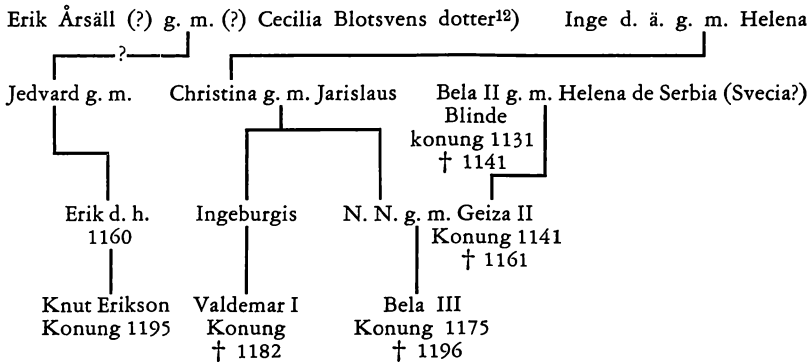 Erik Årsäll (?) g. m. (?) Cecilia Blotsvens dotter¹²) Inge d. ä. g. m. Helena
?
Jedvard g. m. Christina g. m. Jarislaus Bela II g. m. Helena de Serbia (Svecia?)
Blinde
konung 1131
† 1141
Erik d. h. Ingeburgis N. N. g. m. Geiza II
1160 Konung 1141
† 1161
Knut Erikson Valdemar I Bela III
Konung 1195 Konung Konung 1175
† 1182 † 1196